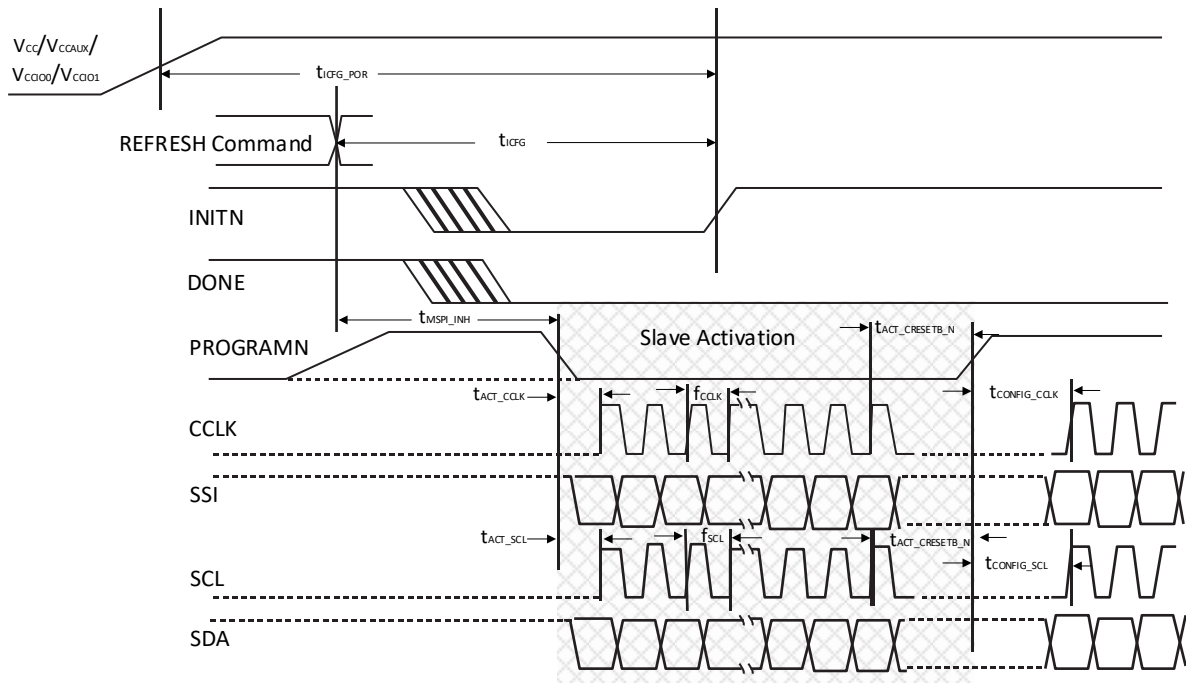 VCC/VCCAUX/
VCCIO0/VCCIO1
tICFG_POR
REFRESH Command
tICFG
INITN
DONE
tMSPI_INH
Slave Activation
tACT_CRESETB_N
PROGRAMN
tACT_CCLK
fCCLK
tCONFIG_CCLK
CCLK
SSI
tACT_SCL
fSCL
tACT_CRESETB_N
tCONFIG_SCL
SCL
SDA